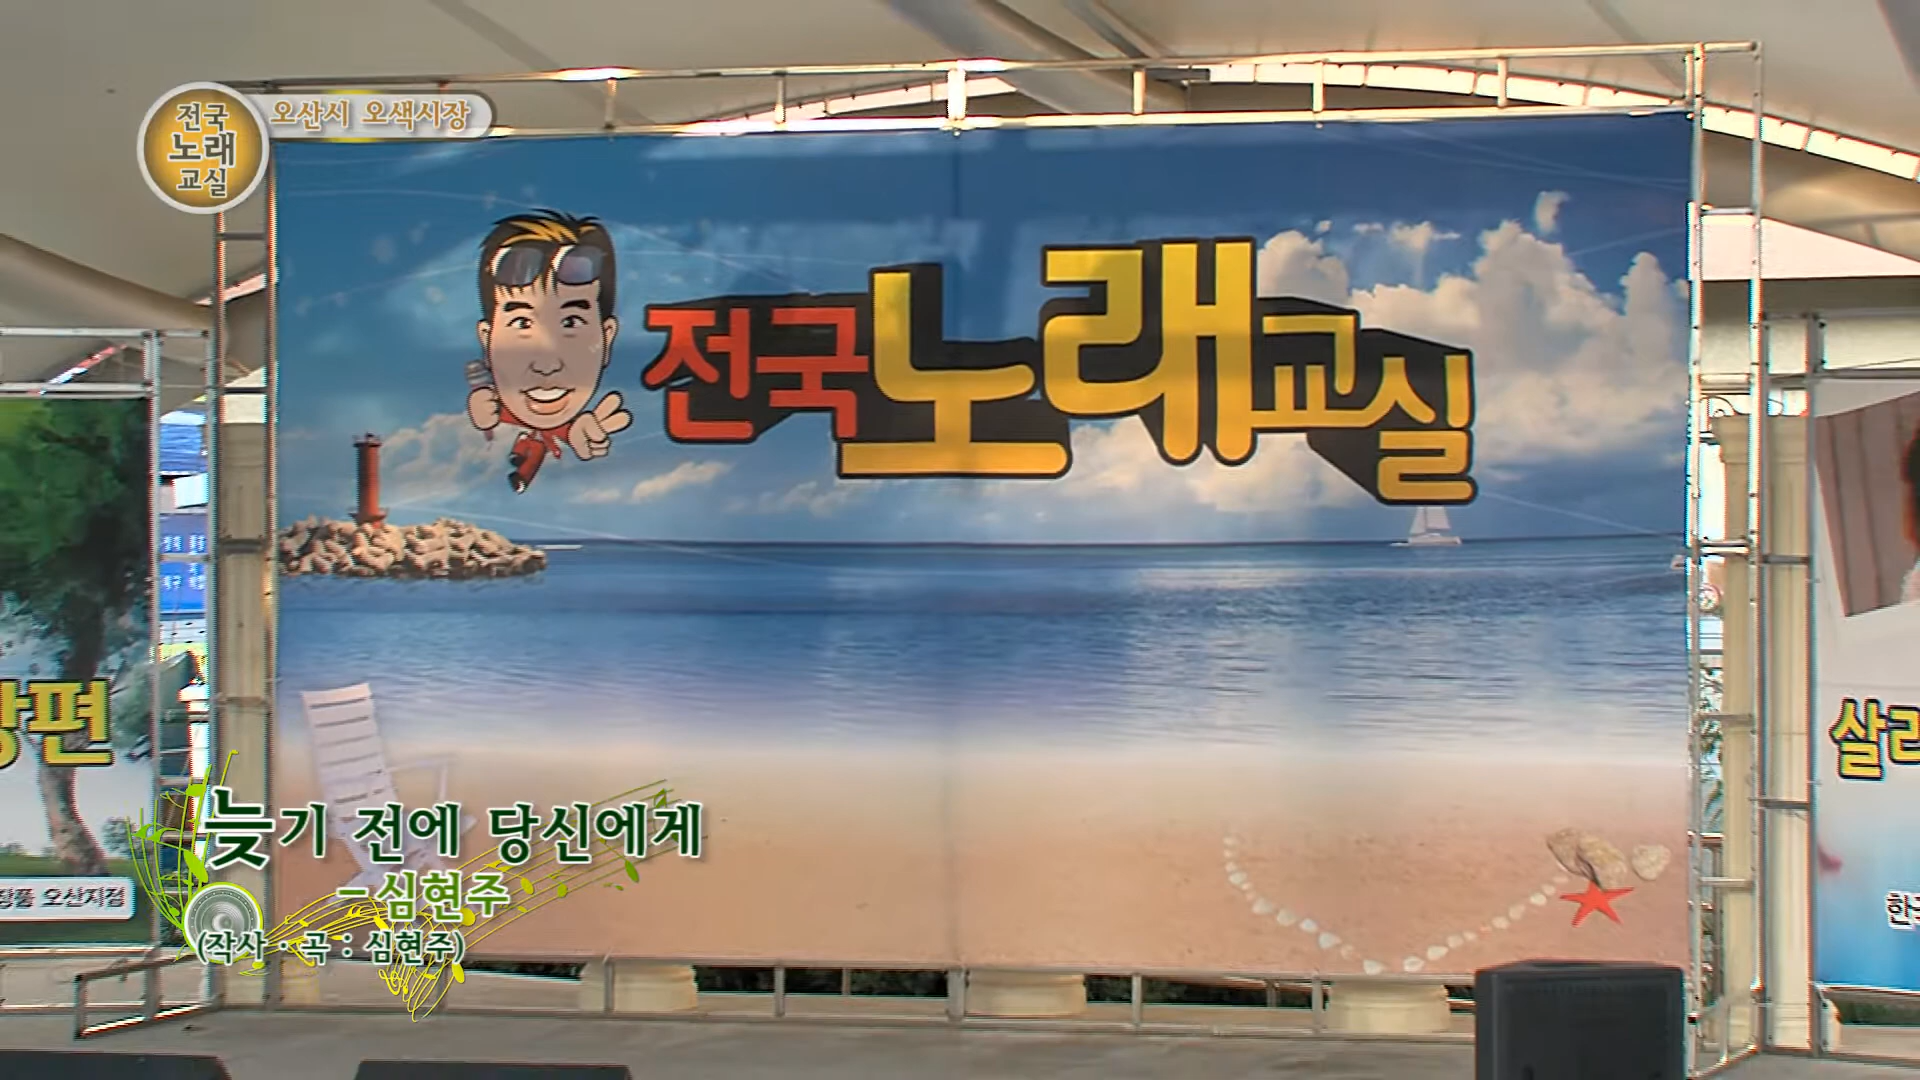 전국
노래
교실
오산시 오색시장
전국노래교실
편
살
장품 오산지점
늦기 전에 당신에게
-심현주
(작사·곡 : 심현주)